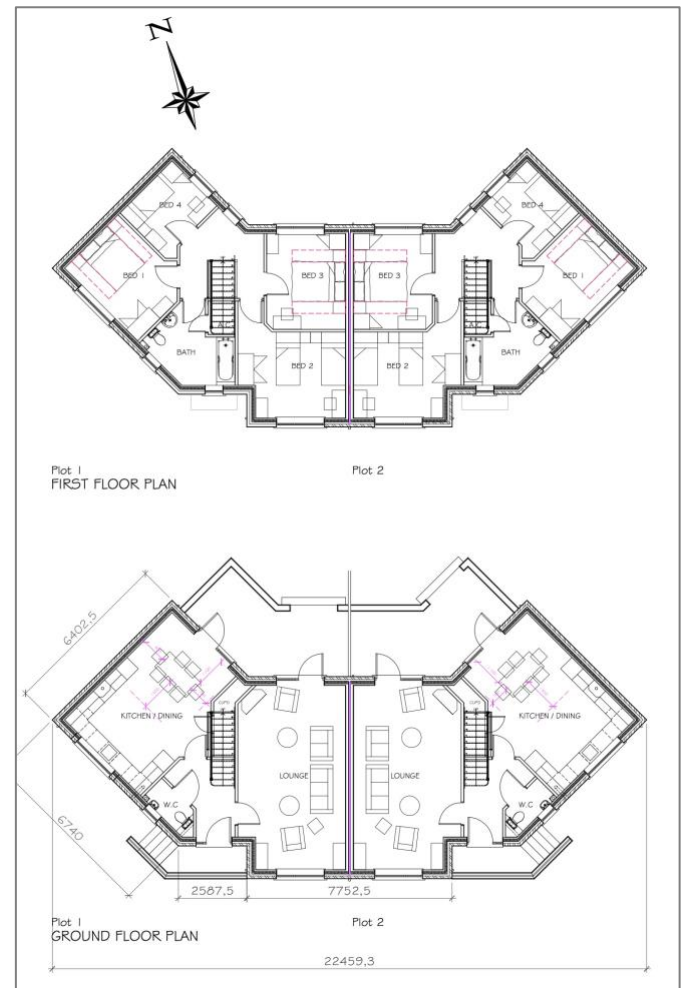 N
BED 4
BED 4
BED 1
BED 3
BED 3
BED 1
A.C
A.C
BATH
BED 2
BED 2
BATH
Plot 1
Plot 2
FIRST FLOOR PLAN
6402,5
KITCHEN / DINING
CUPD
CUPD
KITCHEN / DINING
LOUNGE
LOUNGE
W.C
W.C
6740
2587,5
7752,5
Plot 1
Plot 2
GROUND FLOOR PLAN
22459,3